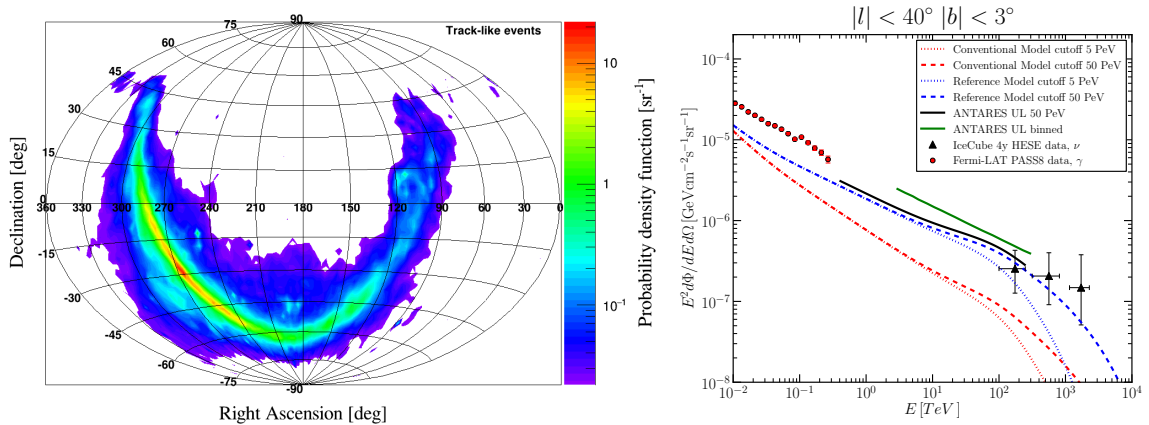 Track-like events
90
75
60
45
30
15
0
360 330 300 270 240 210 180 150 120 90 60 30 0
-15
-30
-45
-60
-75
-90
Declination [deg]
Right Ascension [deg]
10
1
10⁻¹
Probability density function [sr⁻¹]
|l| < 40° |b| < 3°
Conventional Model cutoff 5 PeV
Conventional Model cutoff 50 PeV
Reference Model cutoff 5 PeV
Reference Model cutoff 50 PeV
ANTARES UL 50 PeV
ANTARES UL binned
IceCube 4y HESE data, ν
Fermi-LAT PASS8 data, γ
10⁻⁴
10⁻⁵
10⁻⁶
10⁻⁷
10⁻⁸
E² dΦ/dE dΩ [GeV cm⁻² s⁻¹ sr⁻¹]
10⁻² 10⁻¹ 10⁰ 10¹ 10² 10³ 10⁴
E [TeV]